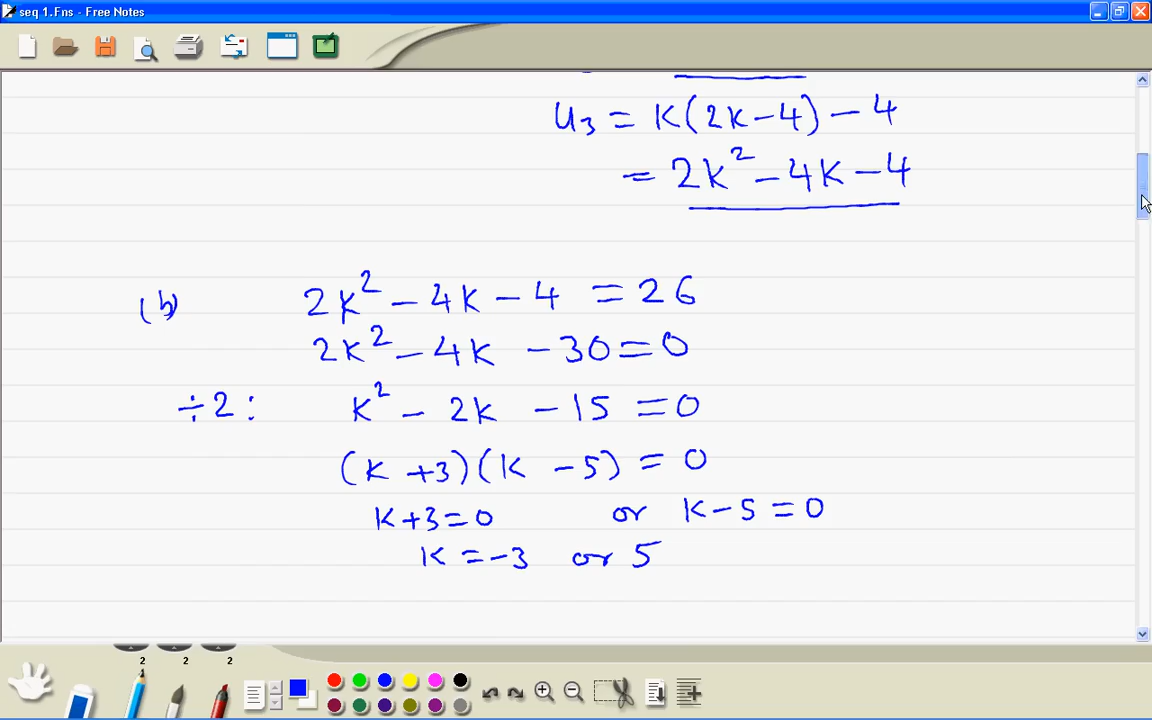 seq 1.Fns - Free Notes
u₃ = k(2k-4) - 4
= 2k² - 4k - 4
(b) 2k² - 4k - 4 = 26
2k² - 4k - 30 = 0
÷2: k² - 2k - 15 = 0
(k +3)(k -5) = 0
k+3=0 or k-5=0
k=-3 or 5
2 2 2